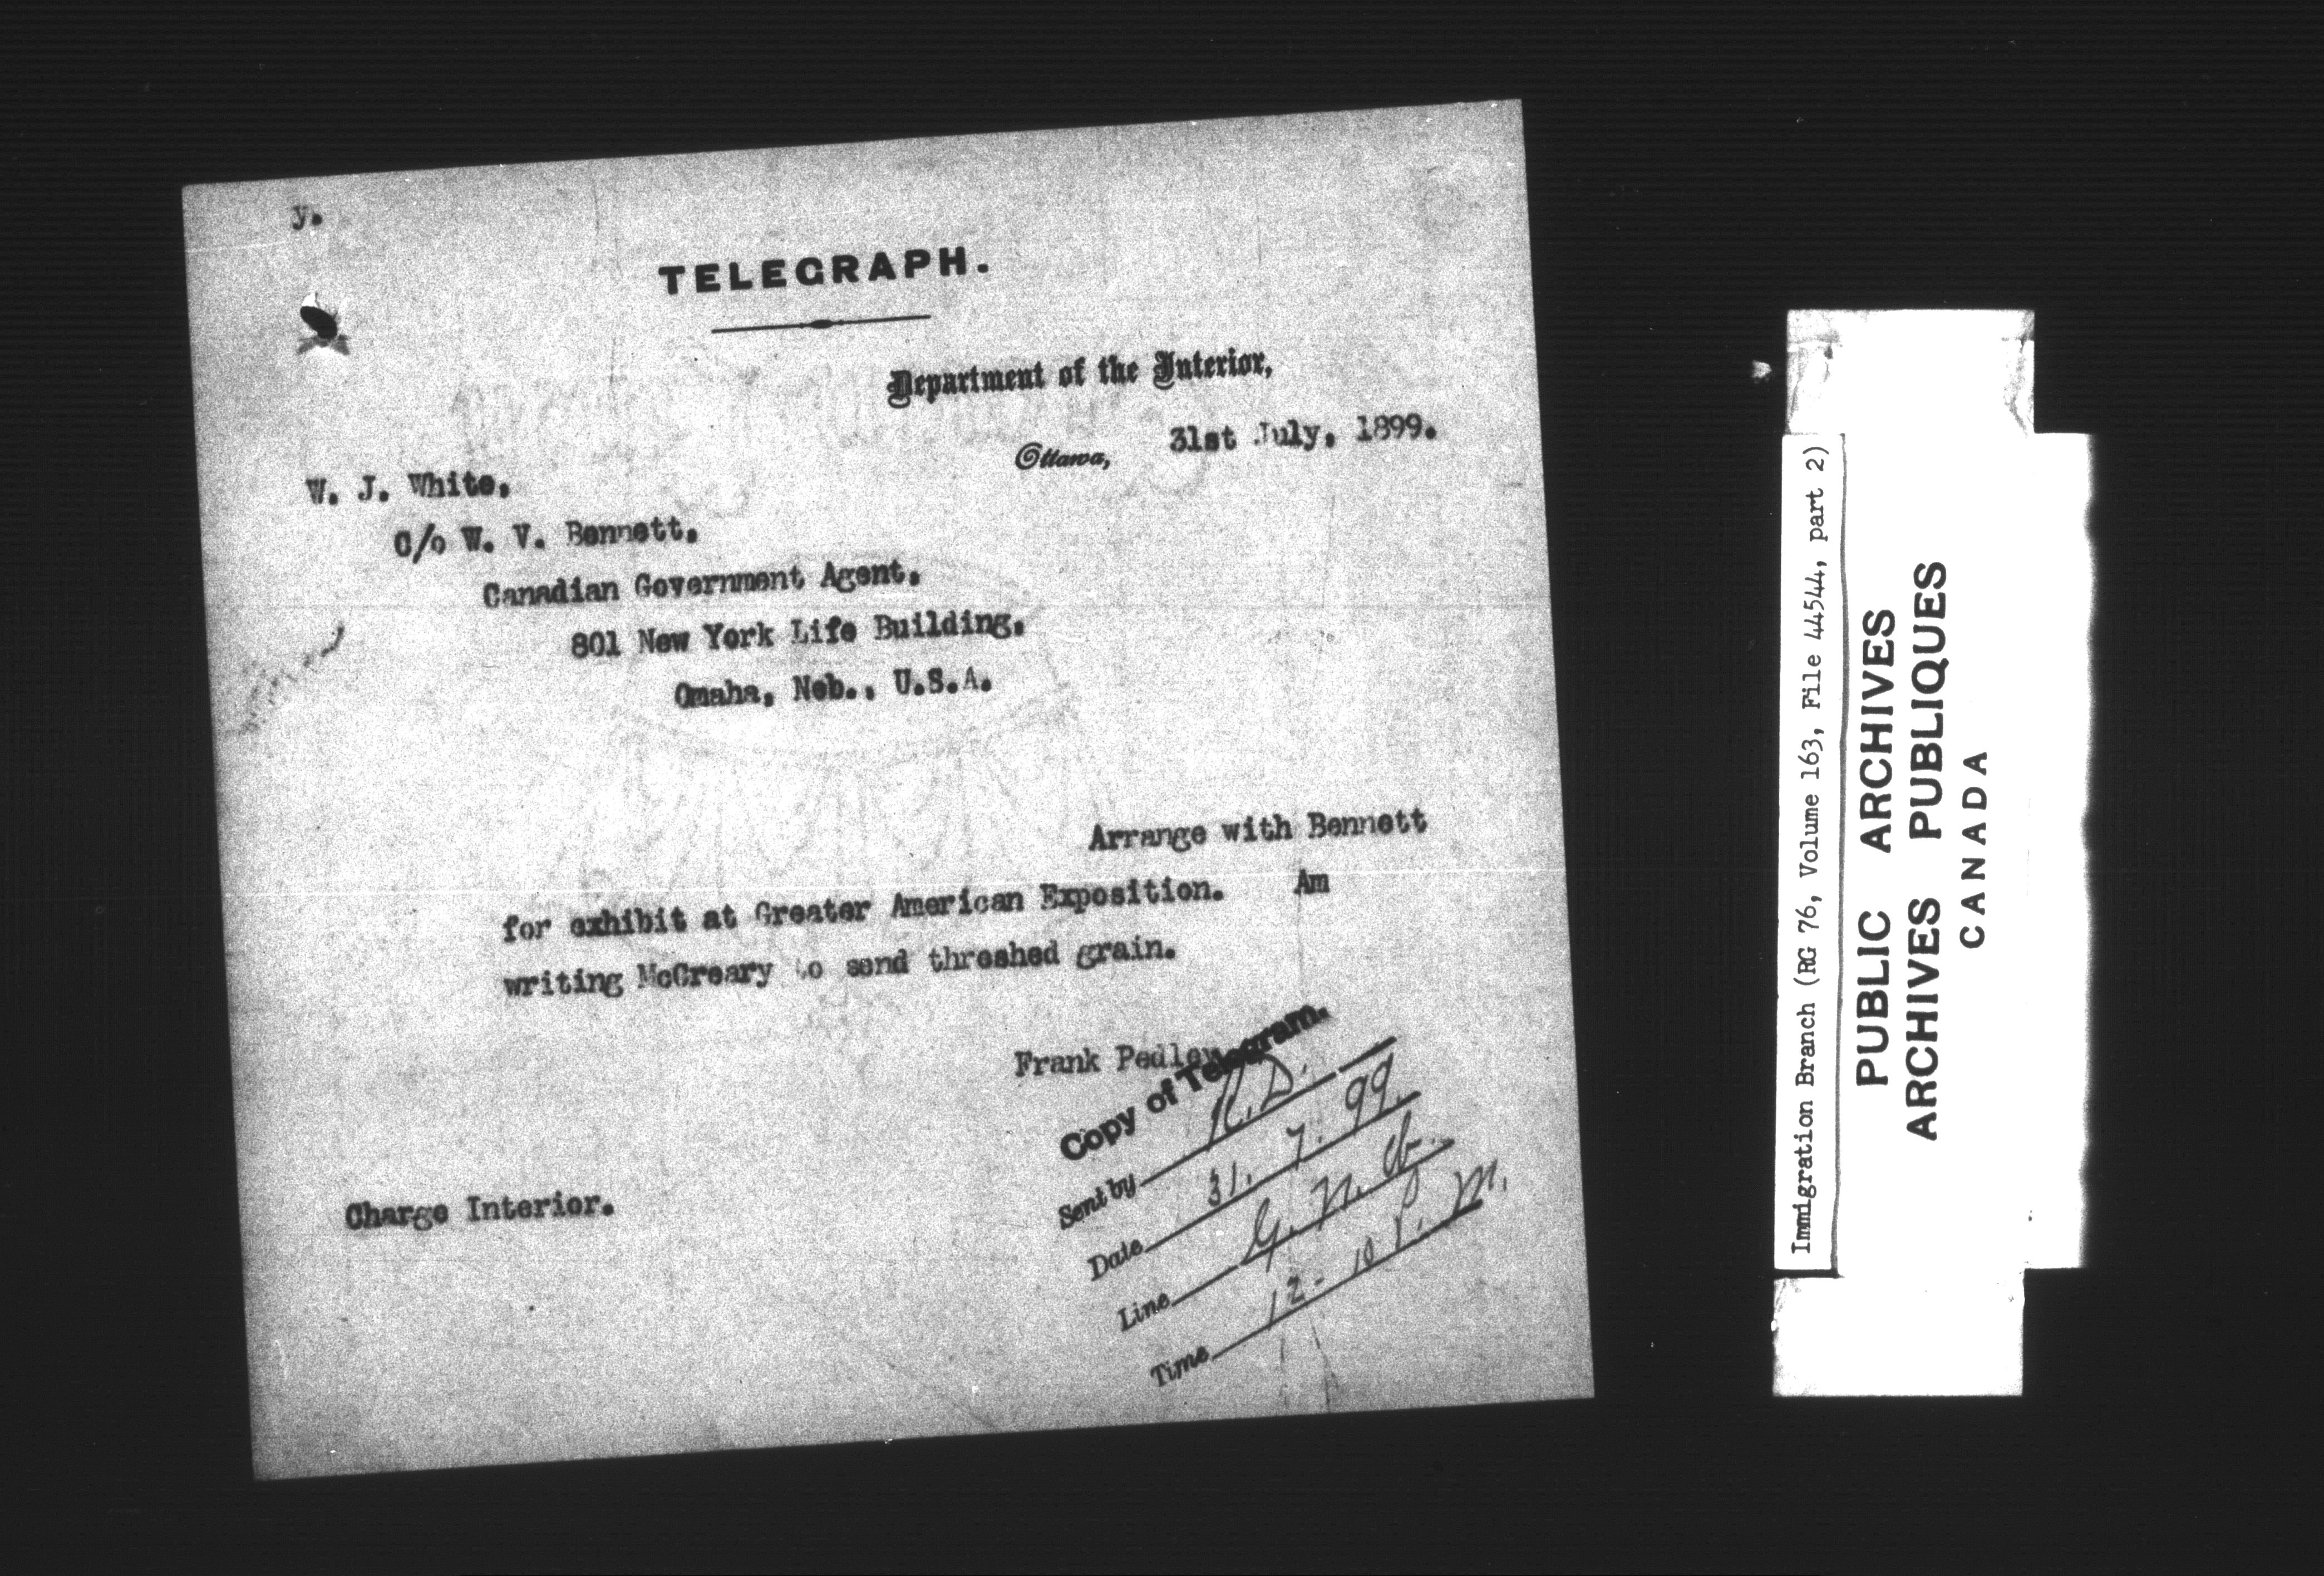 y.
TELEGRAPH.
Department of the Interior,
Ottawa, 31st July, 1899.
W. J. White,
C/o W. V. Bennett,
Canadian Government Agent,
801 New York Life Building,
Omaha, Neb., U.S.A.
Arrange with Bennett
for exhibit at Greater American Exposition. Am
writing McCreary to send threshed grain.
Frank Pedley
Copy of Telegram.
Sent by K.D.
Date 31. 7. 99.
Line G. N. W.
Time 12-10 P. M.
Charge Interior.
Immigration Branch (RG 76, Volume 163, File 44544, part 2)
PUBLIC ARCHIVES
ARCHIVES PUBLIQUES
CANADA